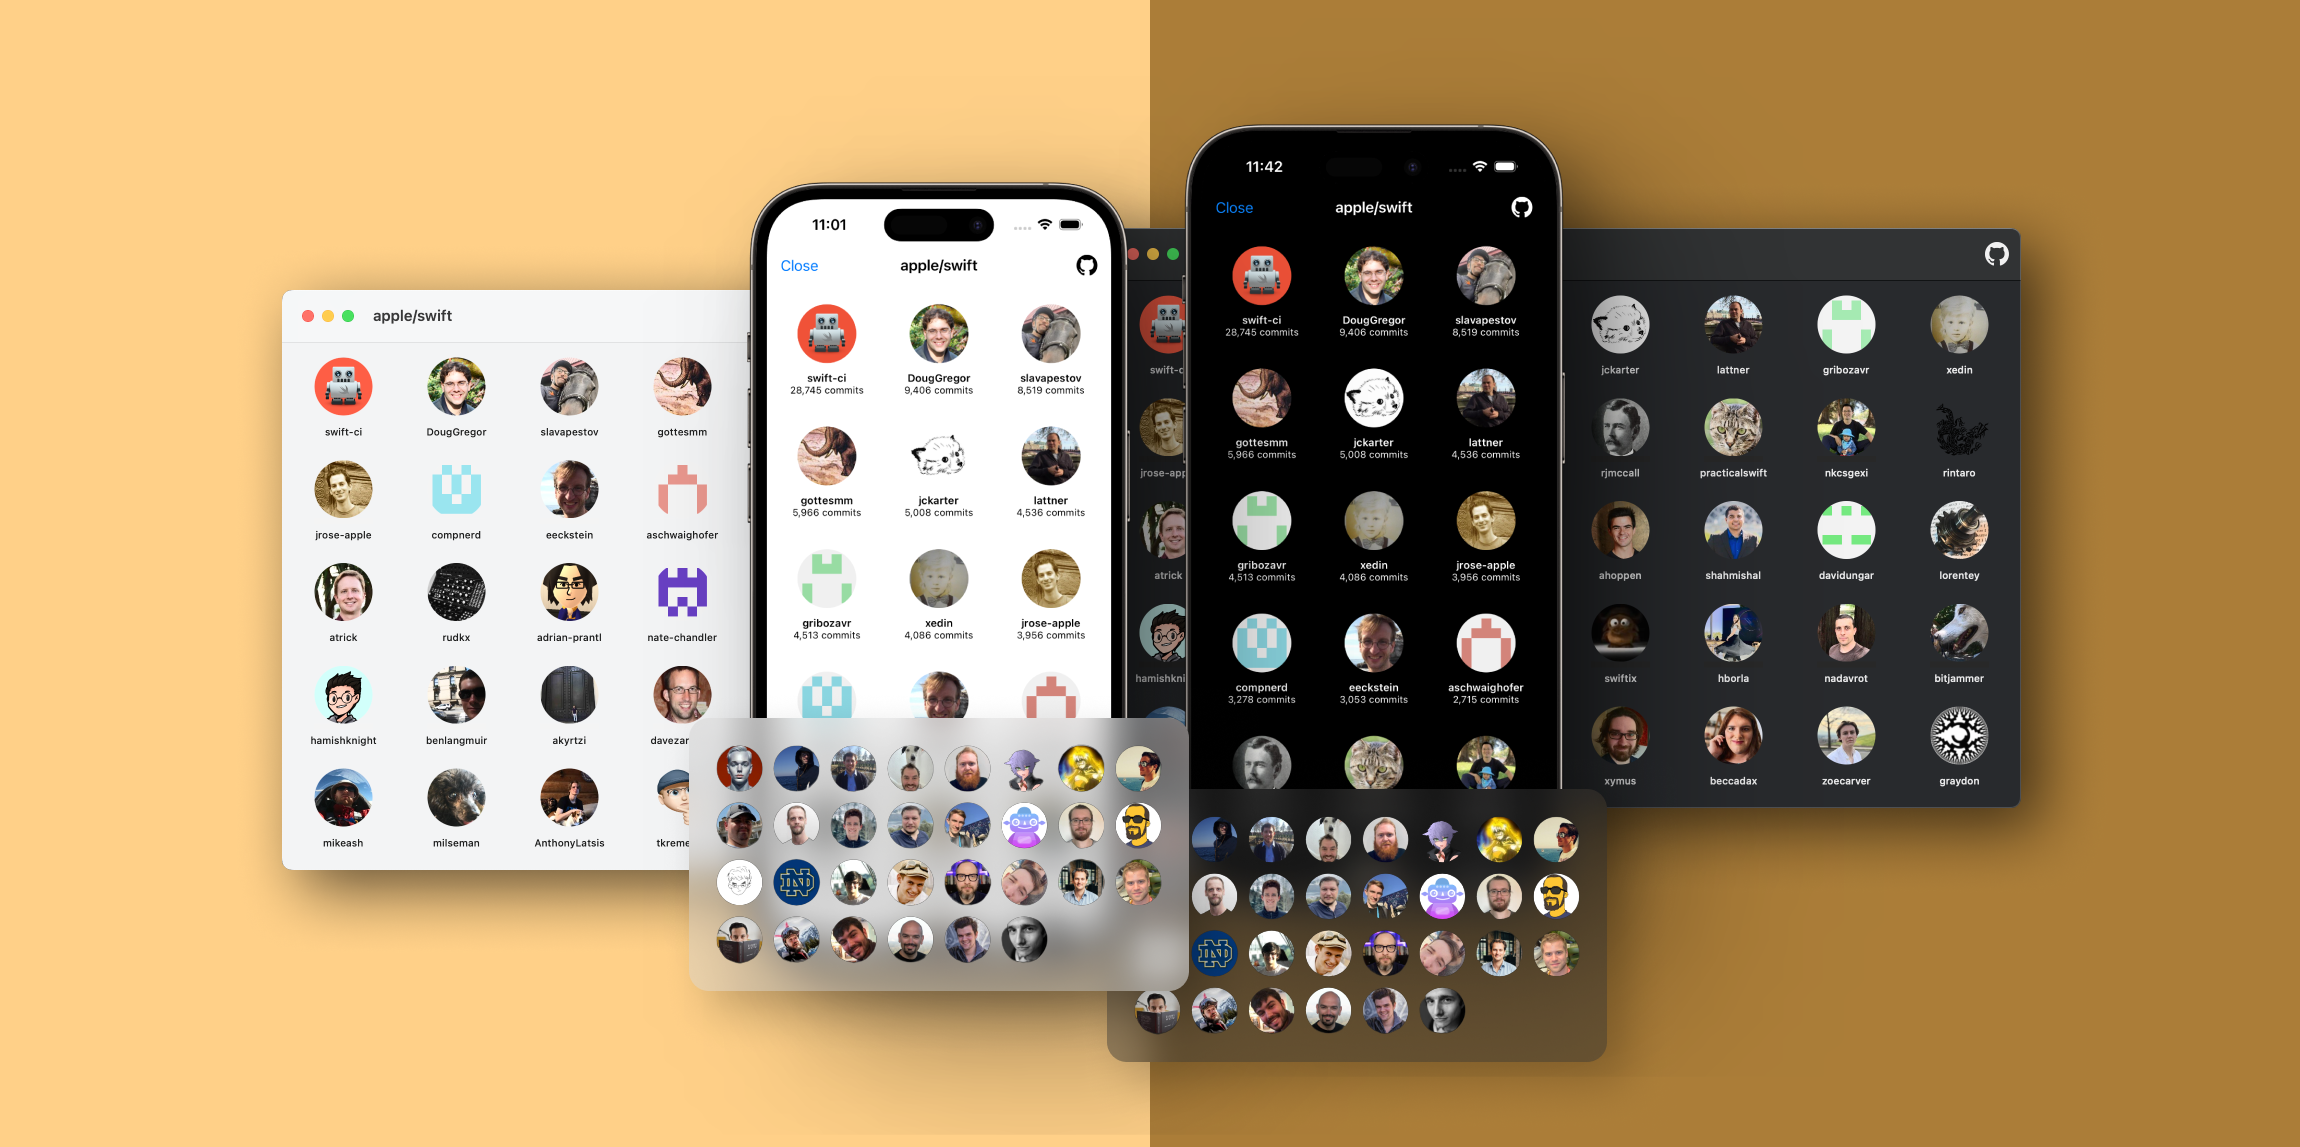 apple/swift
swift-ci
DougGregor
slavapestov
gottesmm
jrose-apple
compnerd
eeckstein
aschwaighofer
atrick
rudkx
adrian-prantl
nate-chandler
hamishknight
benlangmuir
akyrtzi
davezar
mikeash
milseman
AnthonyLatsis
tkreme
11:01
Close
apple/swift
swift-ci
28,745 commits
DougGregor
9,406 commits
slavapestov
8,519 commits
gottesmm
5,966 commits
jckarter
5,008 commits
lattner
4,536 commits
gribozavr
4,513 commits
xedin
4,086 commits
jrose-apple
3,956 commits
11:42
Close
apple/swift
swift-ci
28,745 commits
DougGregor
9,406 commits
slavapestov
8,519 commits
gottesmm
5,966 commits
jckarter
5,008 commits
lattner
4,536 commits
gribozavr
4,513 commits
xedin
4,086 commits
jrose-apple
3,956 commits
compnerd
3,278 commits
eeckstein
3,053 commits
aschwaighofer
2,715 commits
swift-c
jrose-app
atrick
hamishkni
jckarter
lattner
gribozavr
xedin
rjmccall
practicalswift
nkcsgexi
rintaro
ahoppen
shahmishal
davidungar
lorentey
swiftix
hborla
nadavrot
bitjammer
xymus
beccadax
zoecarver
graydon